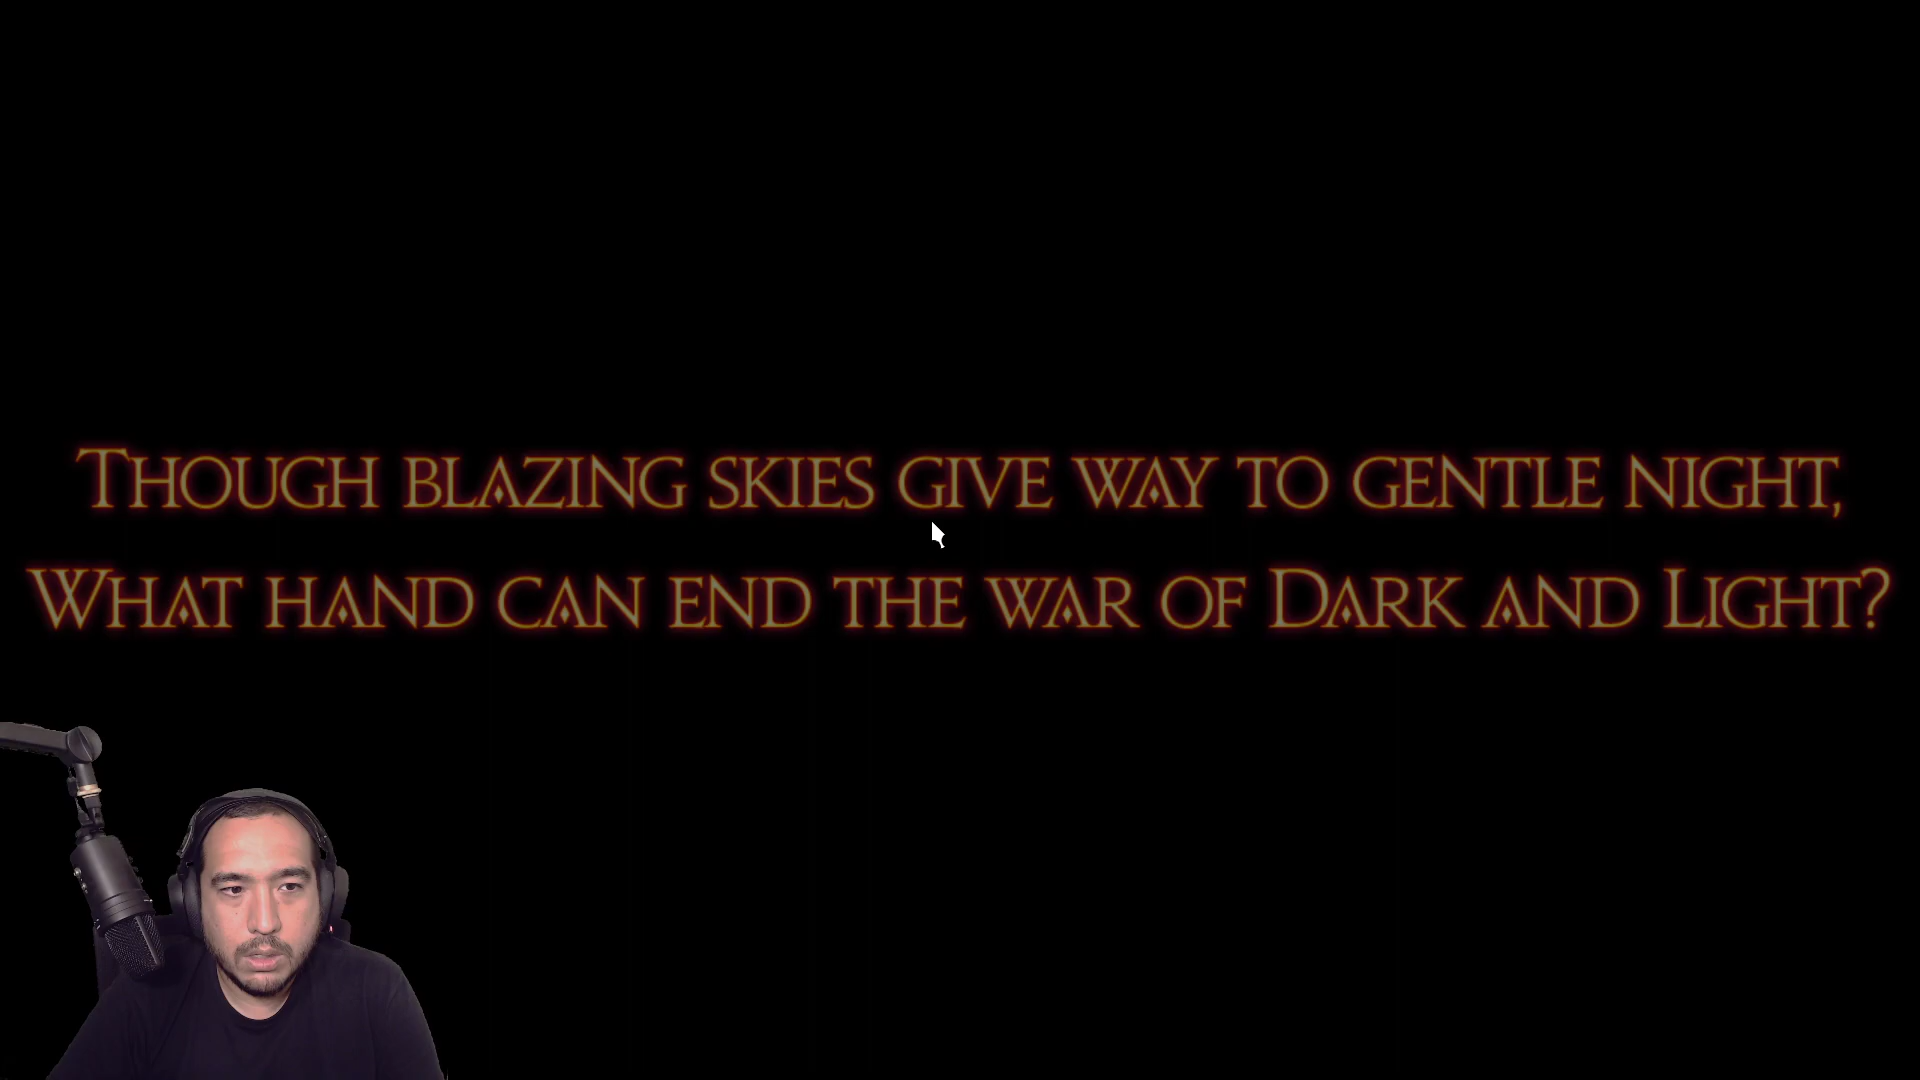 Though blazing skies give way to gentle night,
What hand can end the war of Dark and Light?